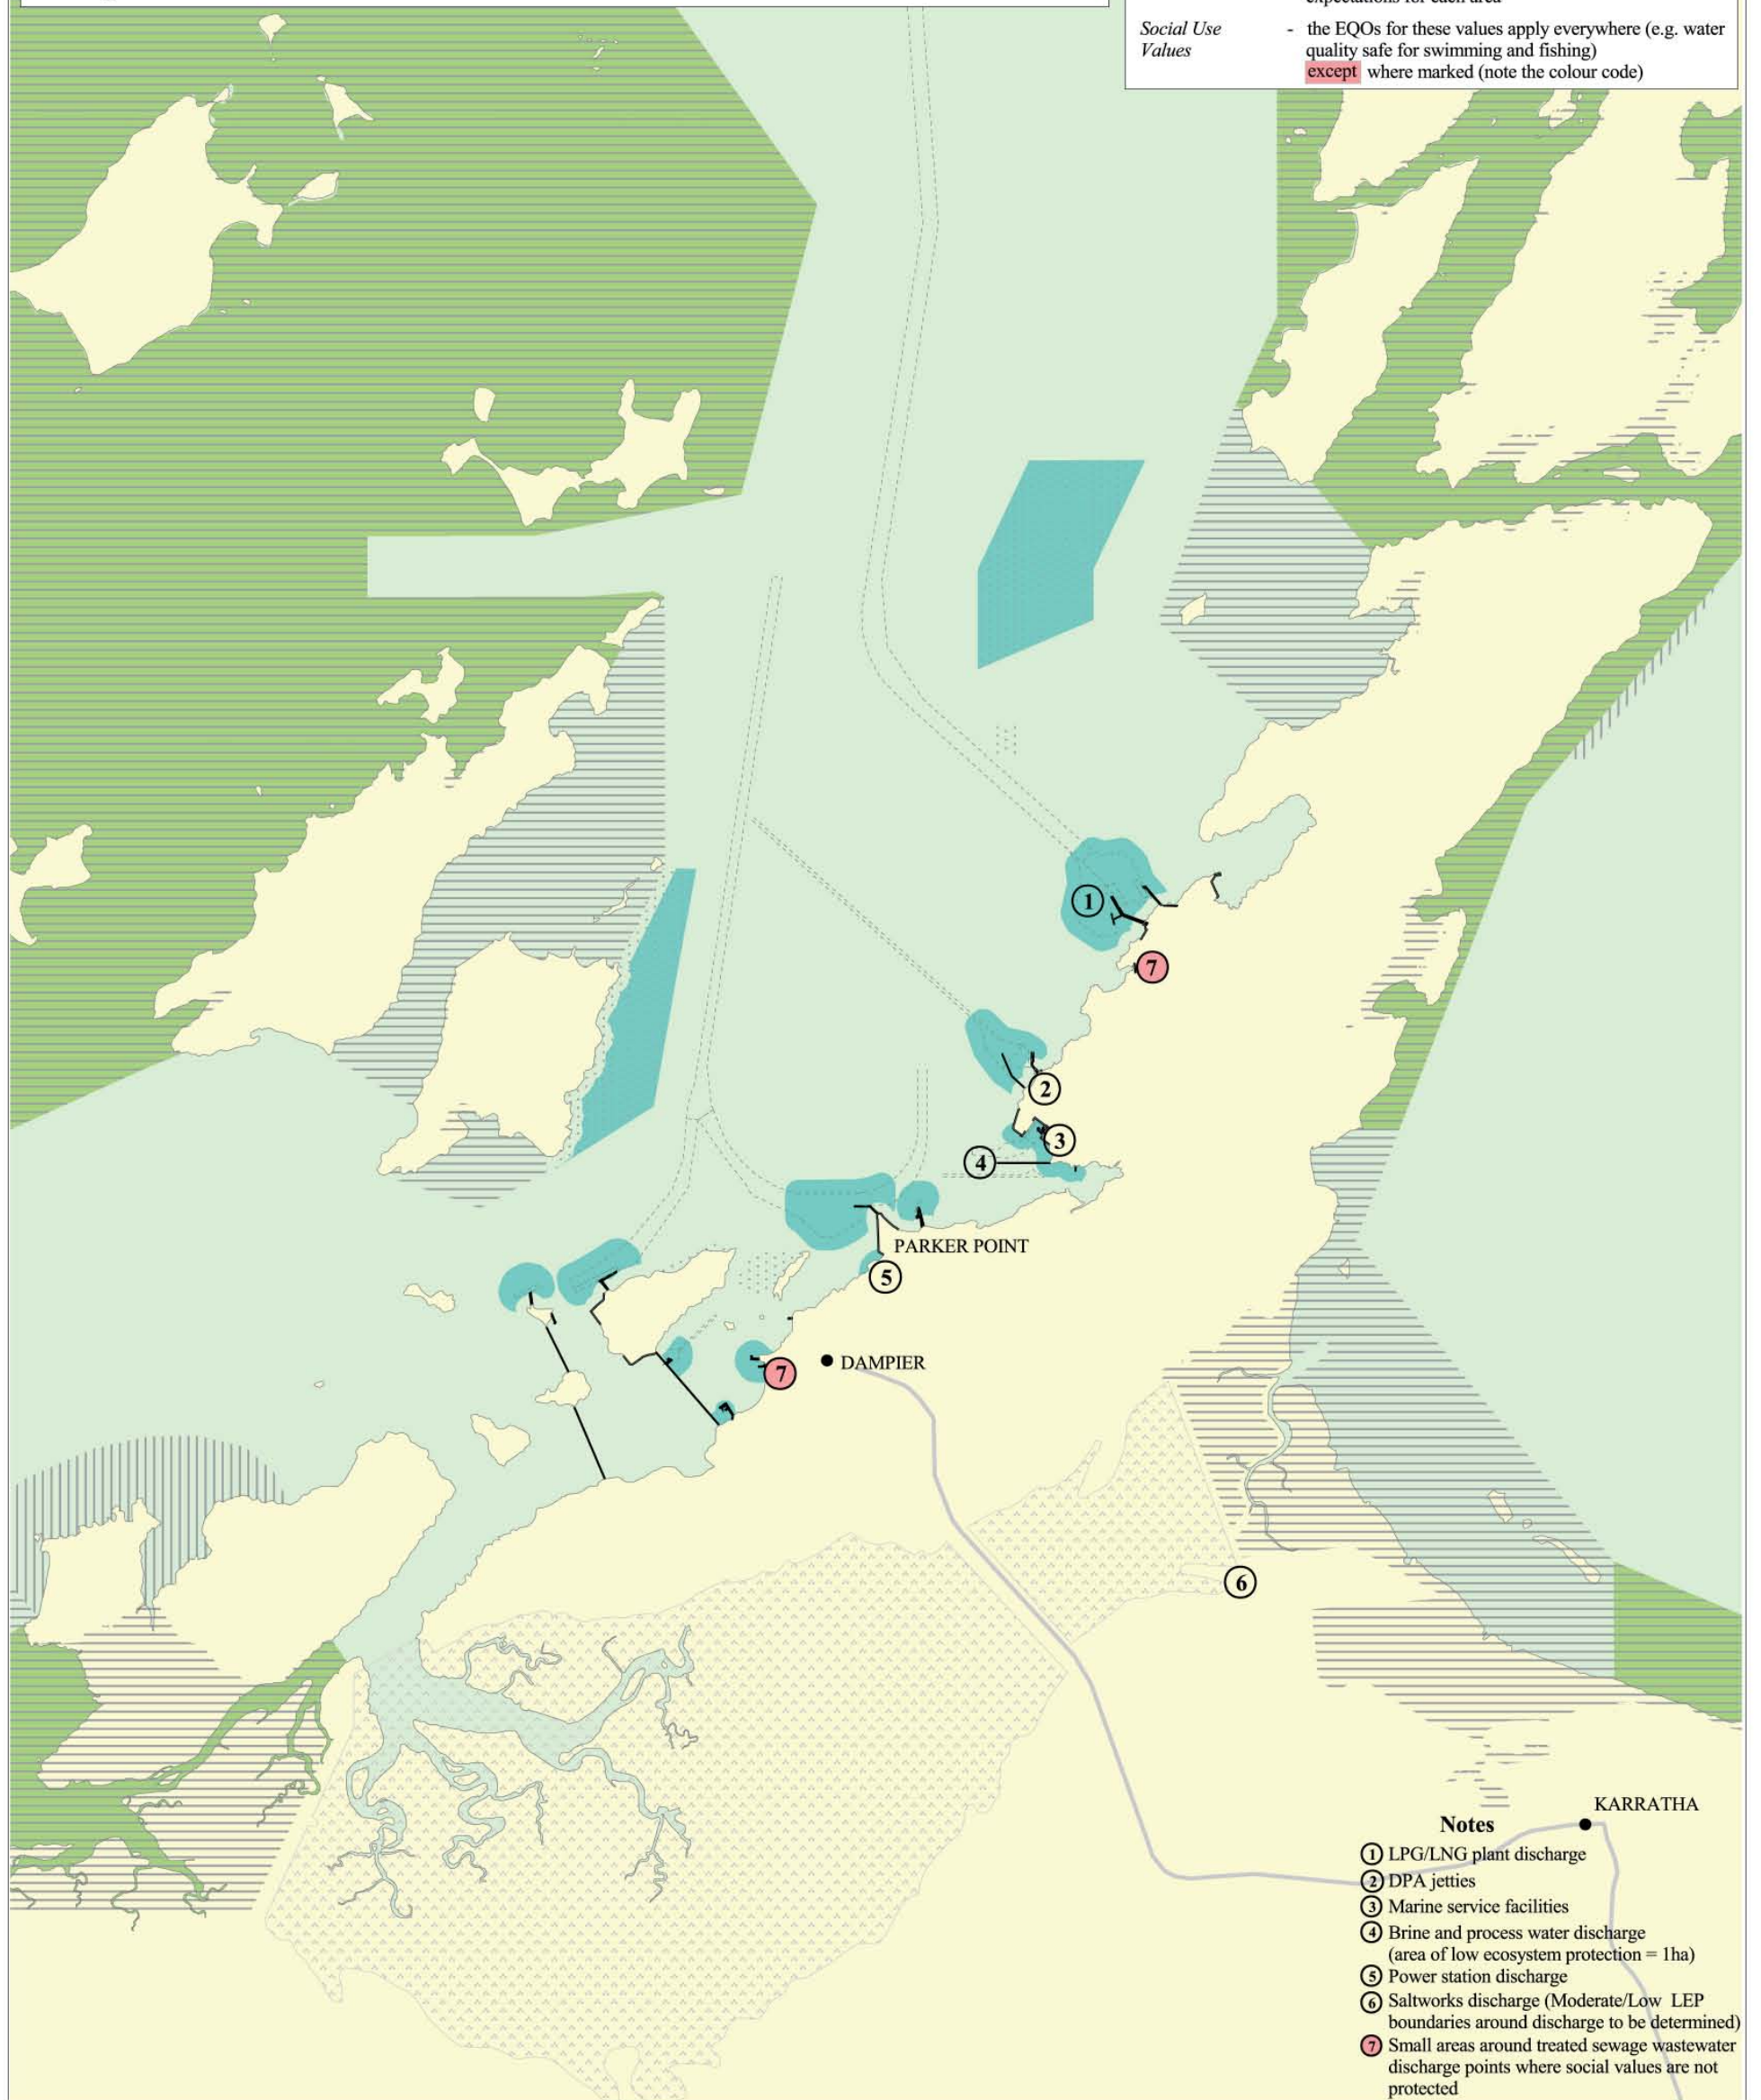 expectations for each area
Social Use - the EQOs for these values apply everywhere (e.g. water
Values quality safe for swimming and fishing)
except where marked (note the colour code)
1
7
2
3
4
PARKER POINT
5
7
DAMPIER
6
KARRATHA
Notes
1 LPG/LNG plant discharge
2 DPA jetties
3 Marine service facilities
4 Brine and process water discharge
(area of low ecosystem protection = 1ha)
5 Power station discharge
6 Saltworks discharge (Moderate/Low LEP
boundaries around discharge to be determined)
7 Small areas around treated sewage wastewater
discharge points where social values are not
protected